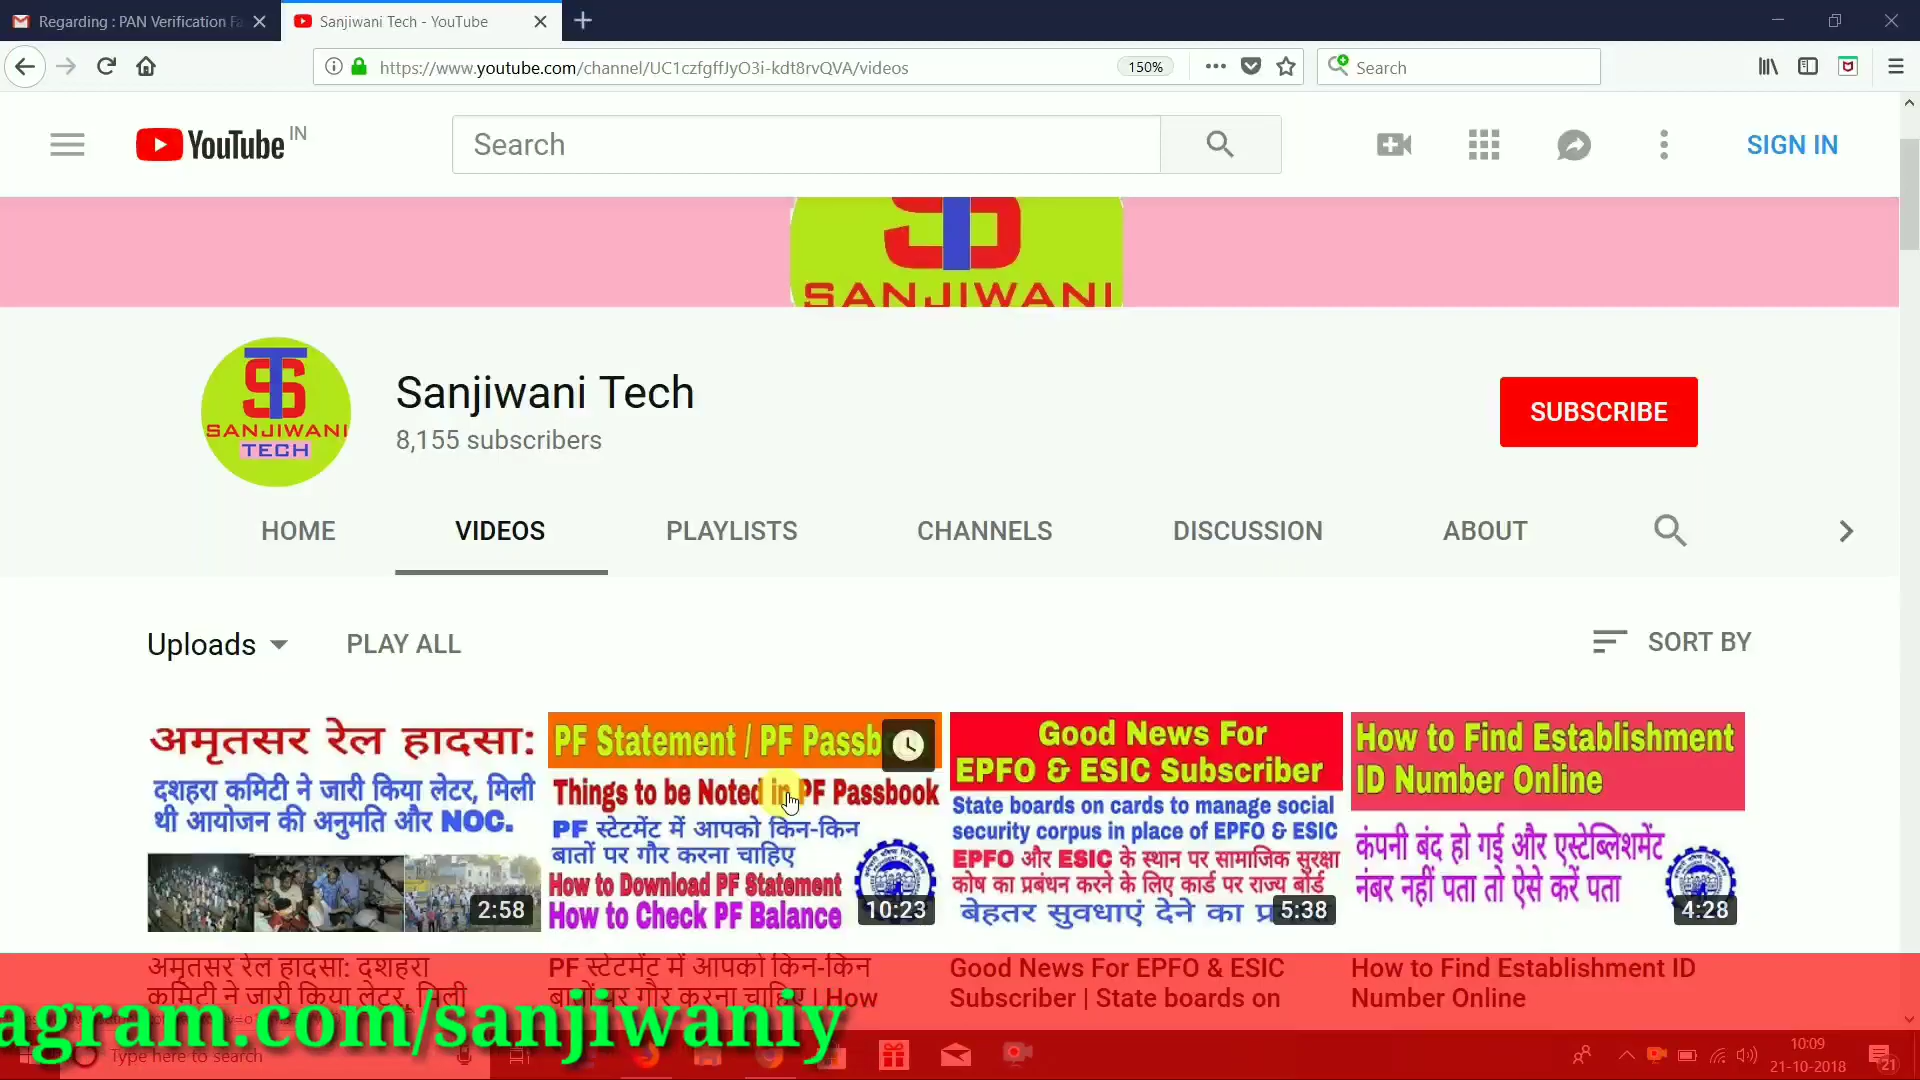 Regarding : PAN Verification Fa
Sanjiwani Tech - YouTube
https://www.youtube.com/channel/UC1czfgffJyO3i-kdt8rvQVA/videos
150%
Search
YouTube IN
Search
SIGN IN
SANJIWANI
SANJIWANI
TECH
Sanjiwani Tech
8,155 subscribers
SUBSCRIBE
HOME
VIDEOS
PLAYLISTS
CHANNELS
DISCUSSION
ABOUT
Uploads
PLAY ALL
SORT BY
अमृतसर रेल हादसा:
दशहरा कमिटी ने जारी किया लेटर, मिली
थी आयोजन की अनुमति और NOC.
2:58
PF Statement / PF Passb
Things to be Noted in PF Passbook
PF स्टेटमेंट में आपको किन-किन
बातों पर गौर करना चाहिए
How to Download PF Statement
How to Check PF Balance
10:23
Good News For
EPFO & ESIC Subscriber
State boards on cards to manage social
security corpus in place of EPFO & ESIC
EPFO और ESIC के स्थान पर सामाजिक सुरक्षा
कोष का प्रबंधन करने के लिए कार्ड पर राज्य बोर्ड
बेहतर सुवधाएं देने का प्र
5:38
How to Find Establishment
ID Number Online
कंपनी बंद हो गई और एस्टेब्लिशमेंट
नंबर नहीं पता तो ऐसे करें पता
4:28
अमृतसर रेल हादसा: दशहरा
कमिटी ने जारी किया लेटर, मिली
PF स्टेटमेंट में आपको किन-किन
बातों पर गौर करना चाहिए | How
Good News For EPFO & ESIC
Subscriber | State boards on
How to Find Establishment ID
Number Online
agram.com/sanjiwaniy
Type here to search
10:09
21-10-2018
21